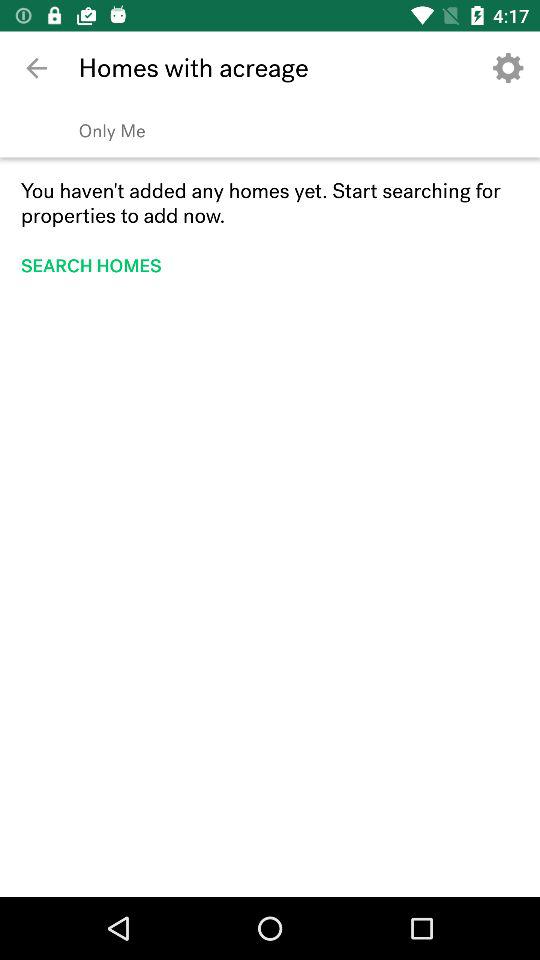 4:17
Homes with acreage
Only Me
You haven't added any homes yet. Start searching for
properties to add now.
SEARCH HOMES